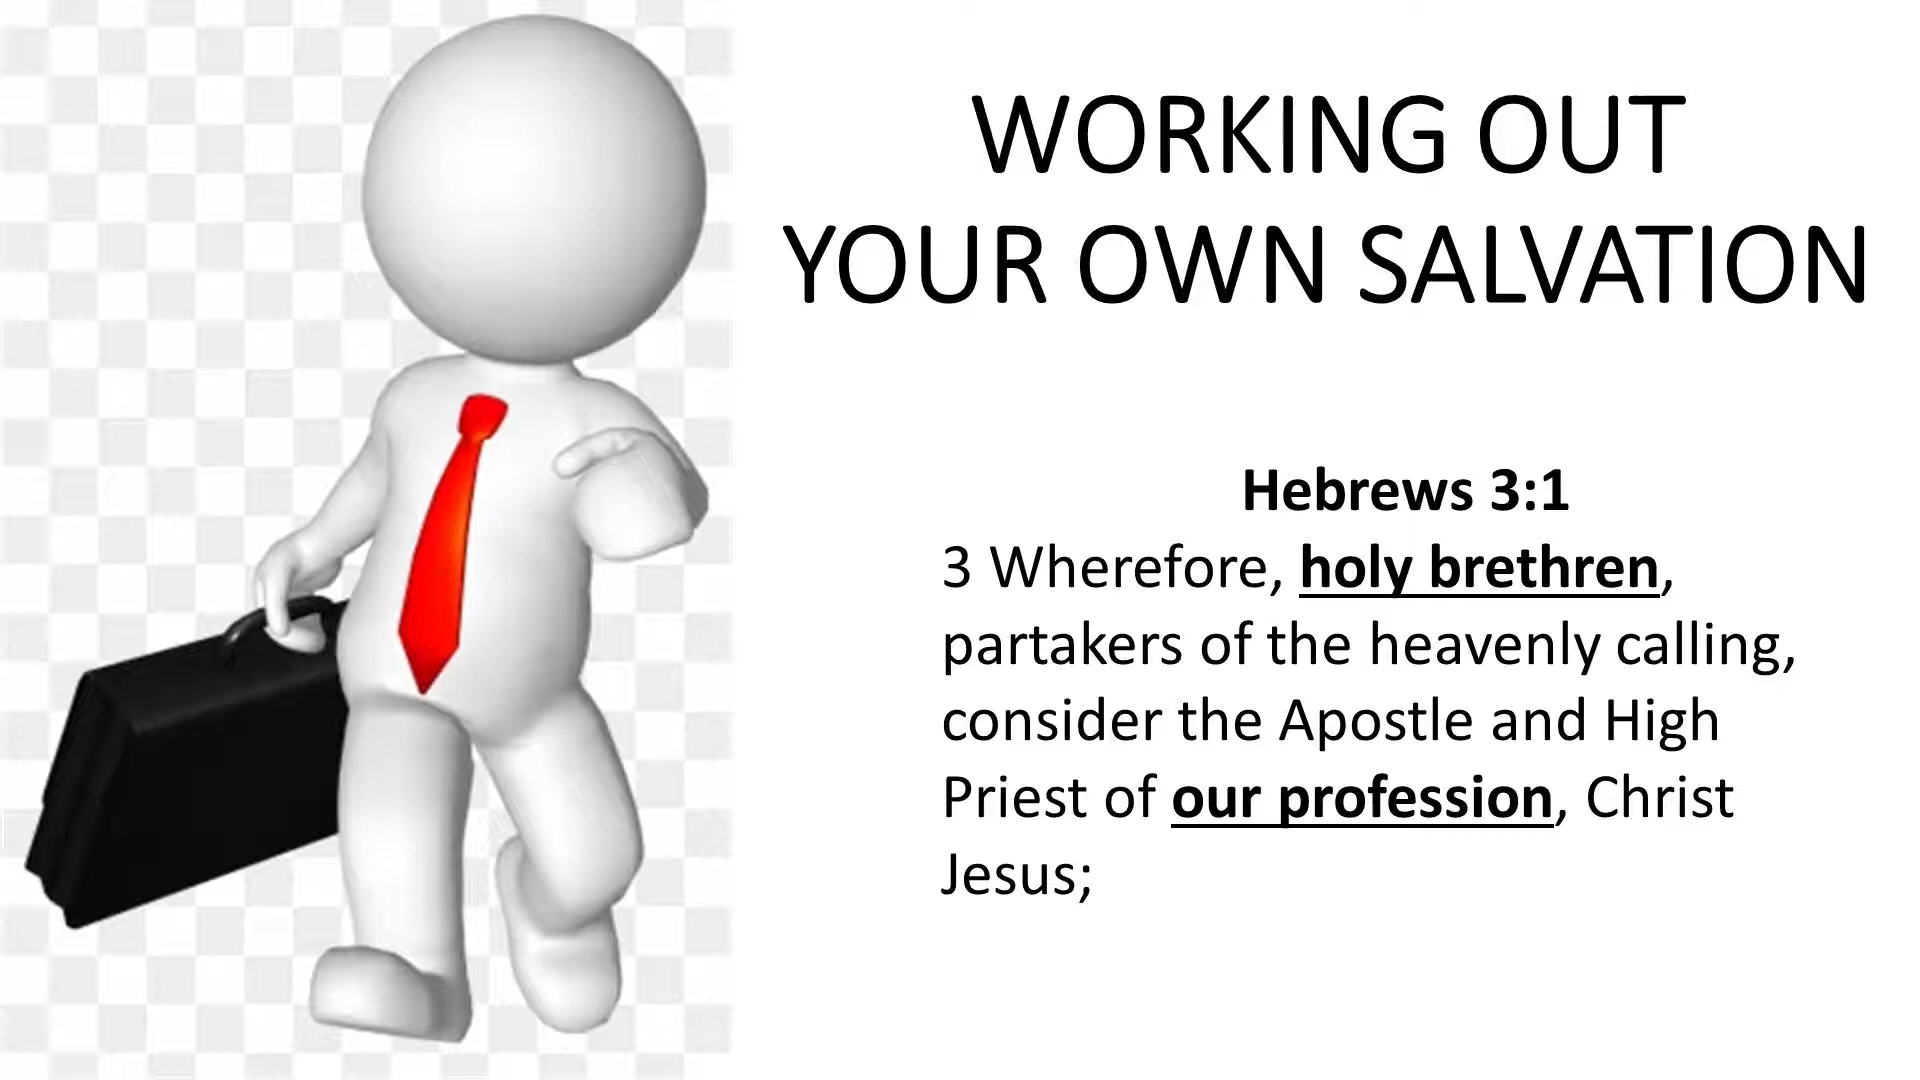 WORKING OUT
YOUR OWN SALVATION
Hebrews 3:1
3 Wherefore, holy brethren,
partakers of the heavenly calling,
consider the Apostle and High
Priest of our profession, Christ
Jesus;